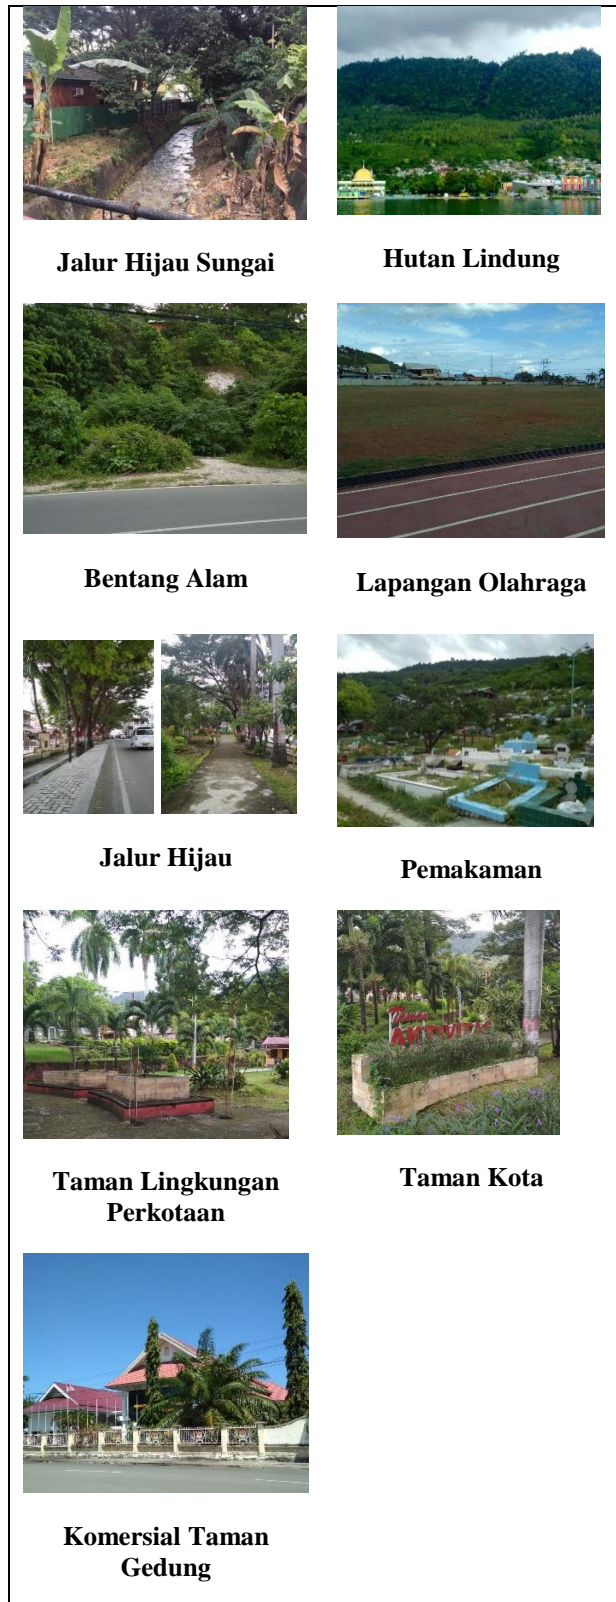 Jalur Hijau Sungai
Hutan Lindung
Bentang Alam
Lapangan Olahraga
Jalur Hijau
Pemakaman
Taman
AKTIVITAS
Taman Lingkungan
Perkotaan
Taman Kota
Komersial Taman
Gedung